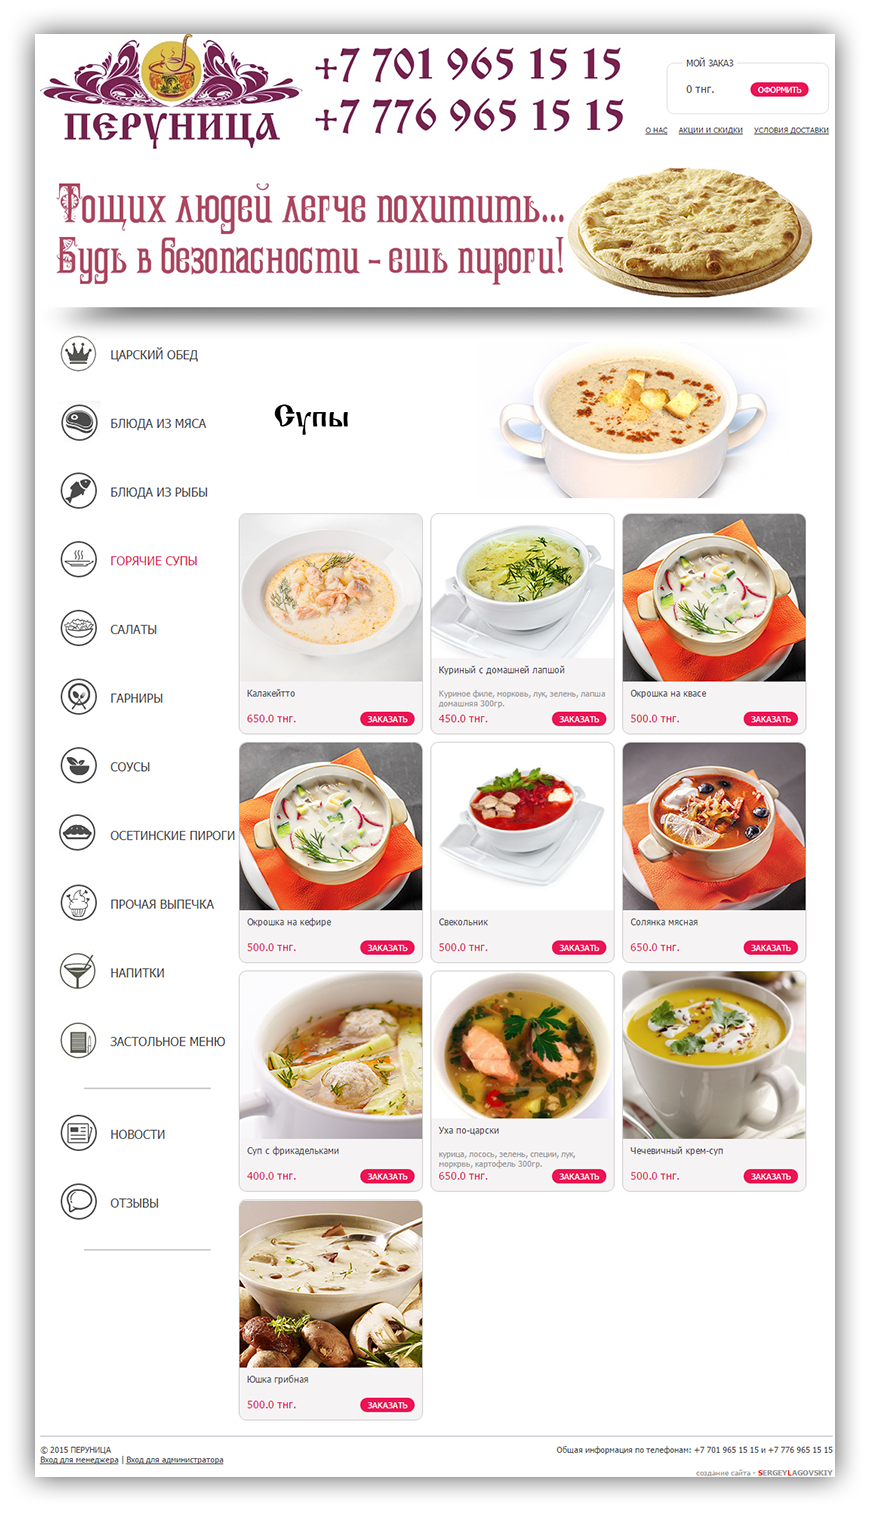 ПЕРУНИЦА
+7 701 965 15 15
+7 776 965 15 15
МОЙ ЗАКАЗ
0 тнг.
ОФОРМИТЬ
О НАС АКЦИИ И СКИДКИ УСЛОВИЯ ДОСТАВКИ
Тощих людей легче похитить...
Будь в безопасности - ешь пироги!
ЦАРСКИЙ ОБЕД
БЛЮДА ИЗ МЯСА
БЛЮДА ИЗ РЫБЫ
ГОРЯЧИЕ СУПЫ
САЛАТЫ
ГАРНИРЫ
СОУСЫ
ОСЕТИНСКИЕ ПИРОГИ
ПРОЧАЯ ВЫПЕЧКА
НАПИТКИ
ЗАСТОЛЬНОЕ МЕНЮ
НОВОСТИ
ОТЗЫВЫ
Супы
Калакейтто
650.0 тнг.
ЗАКАЗАТЬ
Куриный с домашней лапшой
Куриное филе, морковь, лук, зелень, лапша
домашняя 300гр.
450.0 тнг.
ЗАКАЗАТЬ
Окрошка на квасе
500.0 тнг.
ЗАКАЗАТЬ
Окрошка на кефире
500.0 тнг.
ЗАКАЗАТЬ
Свекольник
500.0 тнг.
ЗАКАЗАТЬ
Солянка мясная
650.0 тнг.
ЗАКАЗАТЬ
Суп с фрикадельками
400.0 тнг.
ЗАКАЗАТЬ
Уха по-царски
курица, лосось, зелень, специи, лук,
моркрвь, картофель 300гр.
650.0 тнг.
ЗАКАЗАТЬ
Чечевичный крем-суп
500.0 тнг.
ЗАКАЗАТЬ
Юшка грибная
500.0 тнг.
ЗАКАЗАТЬ
© 2015 ПЕРУНИЦА
Вход для менеджера | Вход для администратора
Общая информация по телефонам: +7 701 965 15 15 и +7 776 965 15 15
создание сайта - SERGEYLAGOVSKIY